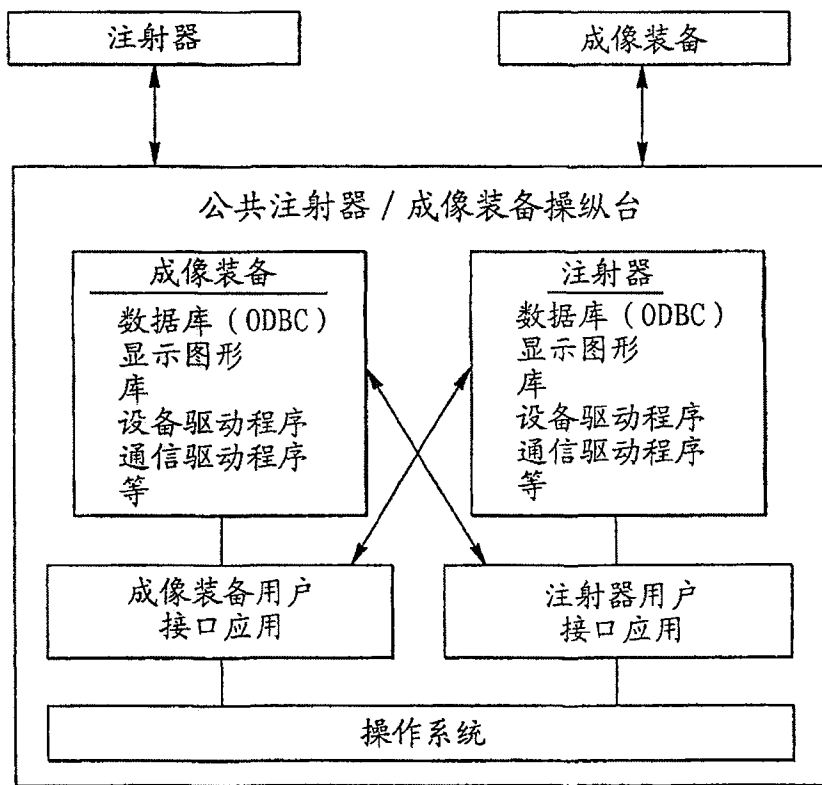 注射器
成像装备
公共注射器 / 成像装备操纵台
成像装备
数据库（ODBC）
显示图形
库
设备驱动程序
通信驱动程序
等
注射器
数据库（ODBC）
显示图形
库
设备驱动程序
通信驱动程序
等
成像装备用户
接口应用
注射器用户
接口应用
操作系统